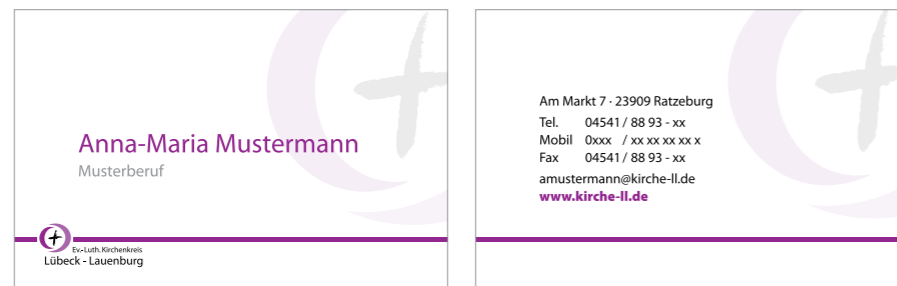 Anna-Maria Mustermann
Musterberuf
Ev.-Luth. Kirchenkreis
Lübeck - Lauenburg
Am Markt 7 · 23909 Ratzeburg
Tel. 04541 / 88 93 - xx
Mobil 0xxx / xx xx xx xx x
Fax 04541 / 88 93 - xx
amustermann@kirche-ll.de
www.kirche-ll.de